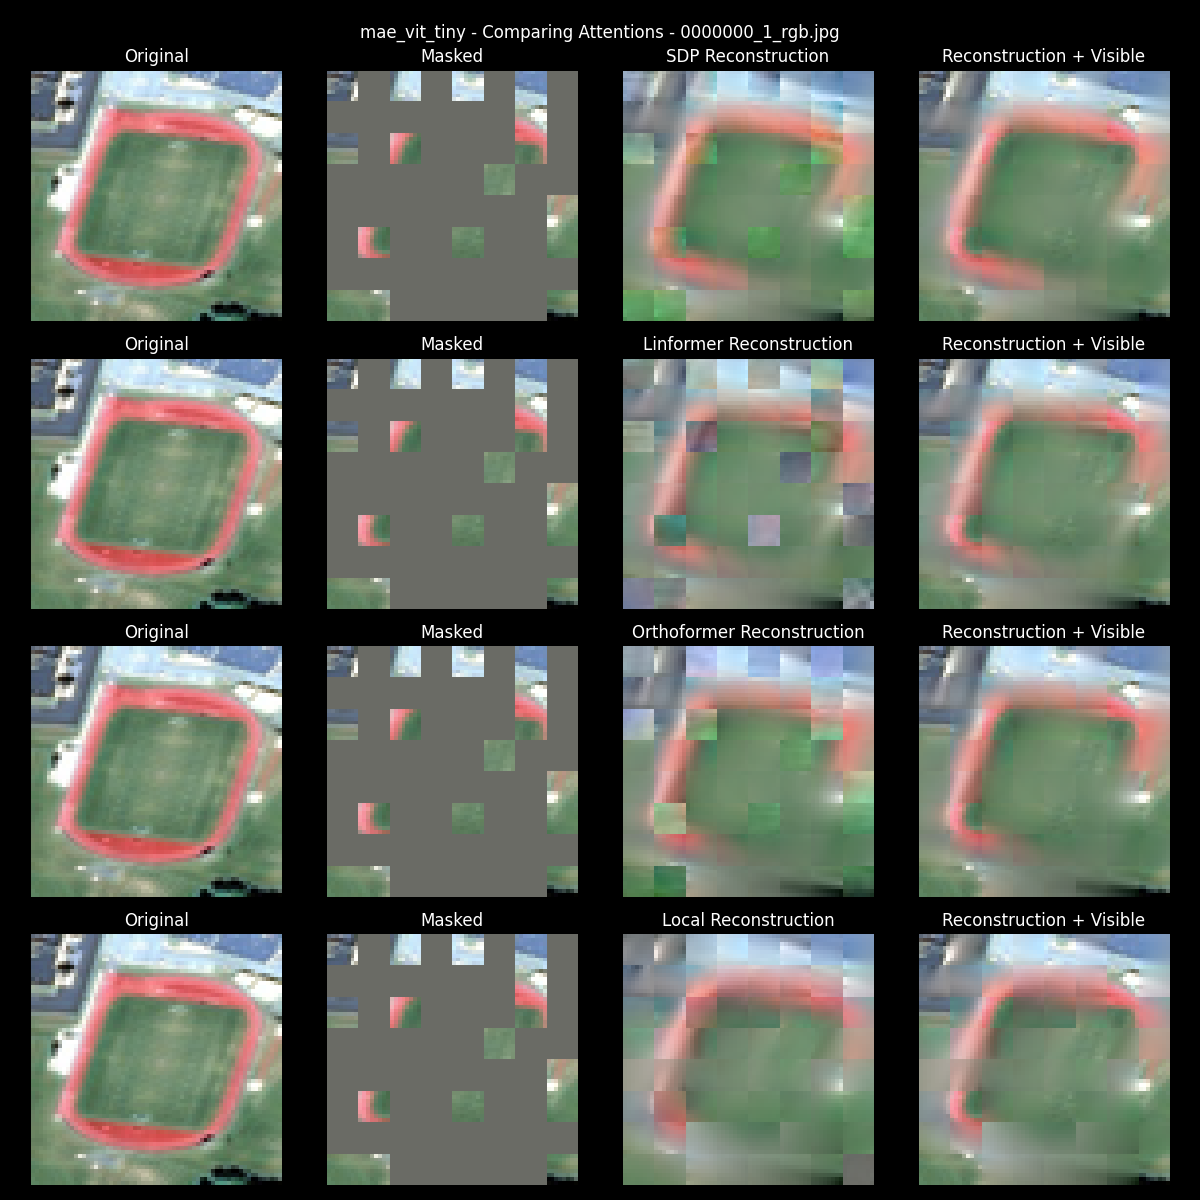 mae_vit_tiny - Comparing Attentions - 0000000_1_rgb.jpg
Original Masked SDP Reconstruction Reconstruction + Visible
Original Masked Linformer Reconstruction Reconstruction + Visible
Original Masked Orthoformer Reconstruction Reconstruction + Visible
Original Masked Local Reconstruction Reconstruction + Visible